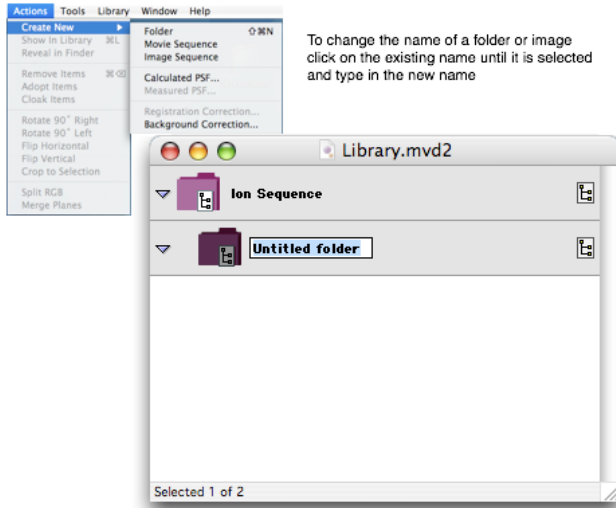 Actions Tools Library Window Help
Create New
Show In Library ⌘L
Reveal in Finder
Remove Items ⌘⌫
Adopt Items
Cloak Items
Rotate 90° Right
Rotate 90° Left
Flip Horizontal
Flip Vertical
Crop to Selection
Split RGB
Merge Planes
Folder ⇧⌘N
Movie Sequence
Image Sequence
Calculated PSF...
Measured PSF...
Registration Correction...
Background Correction...
To change the name of a folder or image
click on the existing name until it is selected
and type in the new name
Library.mvd2
Ion Sequence
Untitled folder
Selected 1 of 2